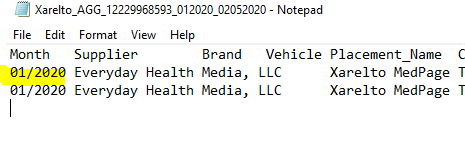 Xarelto_AGG_12229968593_012020_02052020 - Notepad
File Edit Format View Help
Month Supplier Brand Vehicle Placement_Name C
01/2020 Everyday Health Media, LLC Xarelto MedPage T
01/2020 Everyday Health Media, LLC Xarelto MedPage T